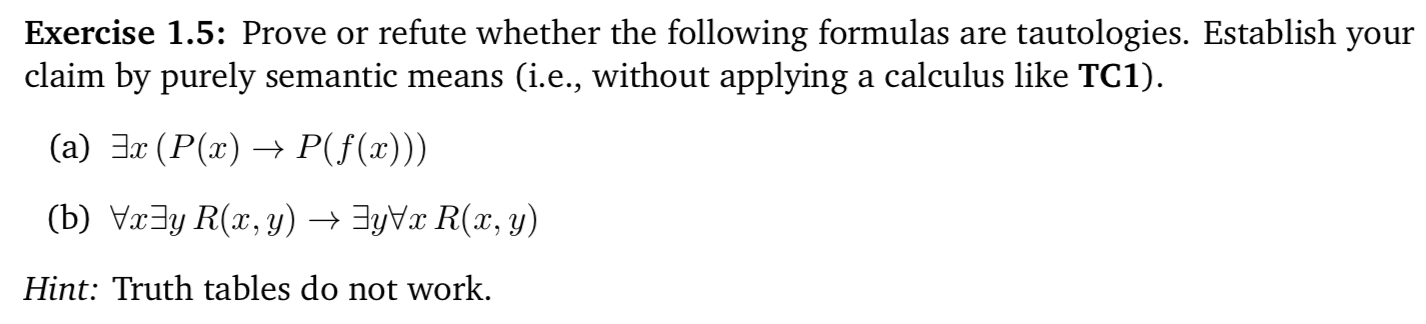 Exercise 1.5: Prove or refute whether the following formulas are tautologies. Establish your
claim by purely semantic means (i.e., without applying a calculus like TC1).
(a) ∃x (P(x) → P(f(x)))
(b) ∀x∃y R(x, y) → ∃y∀x R(x, y)
Hint: Truth tables do not work.